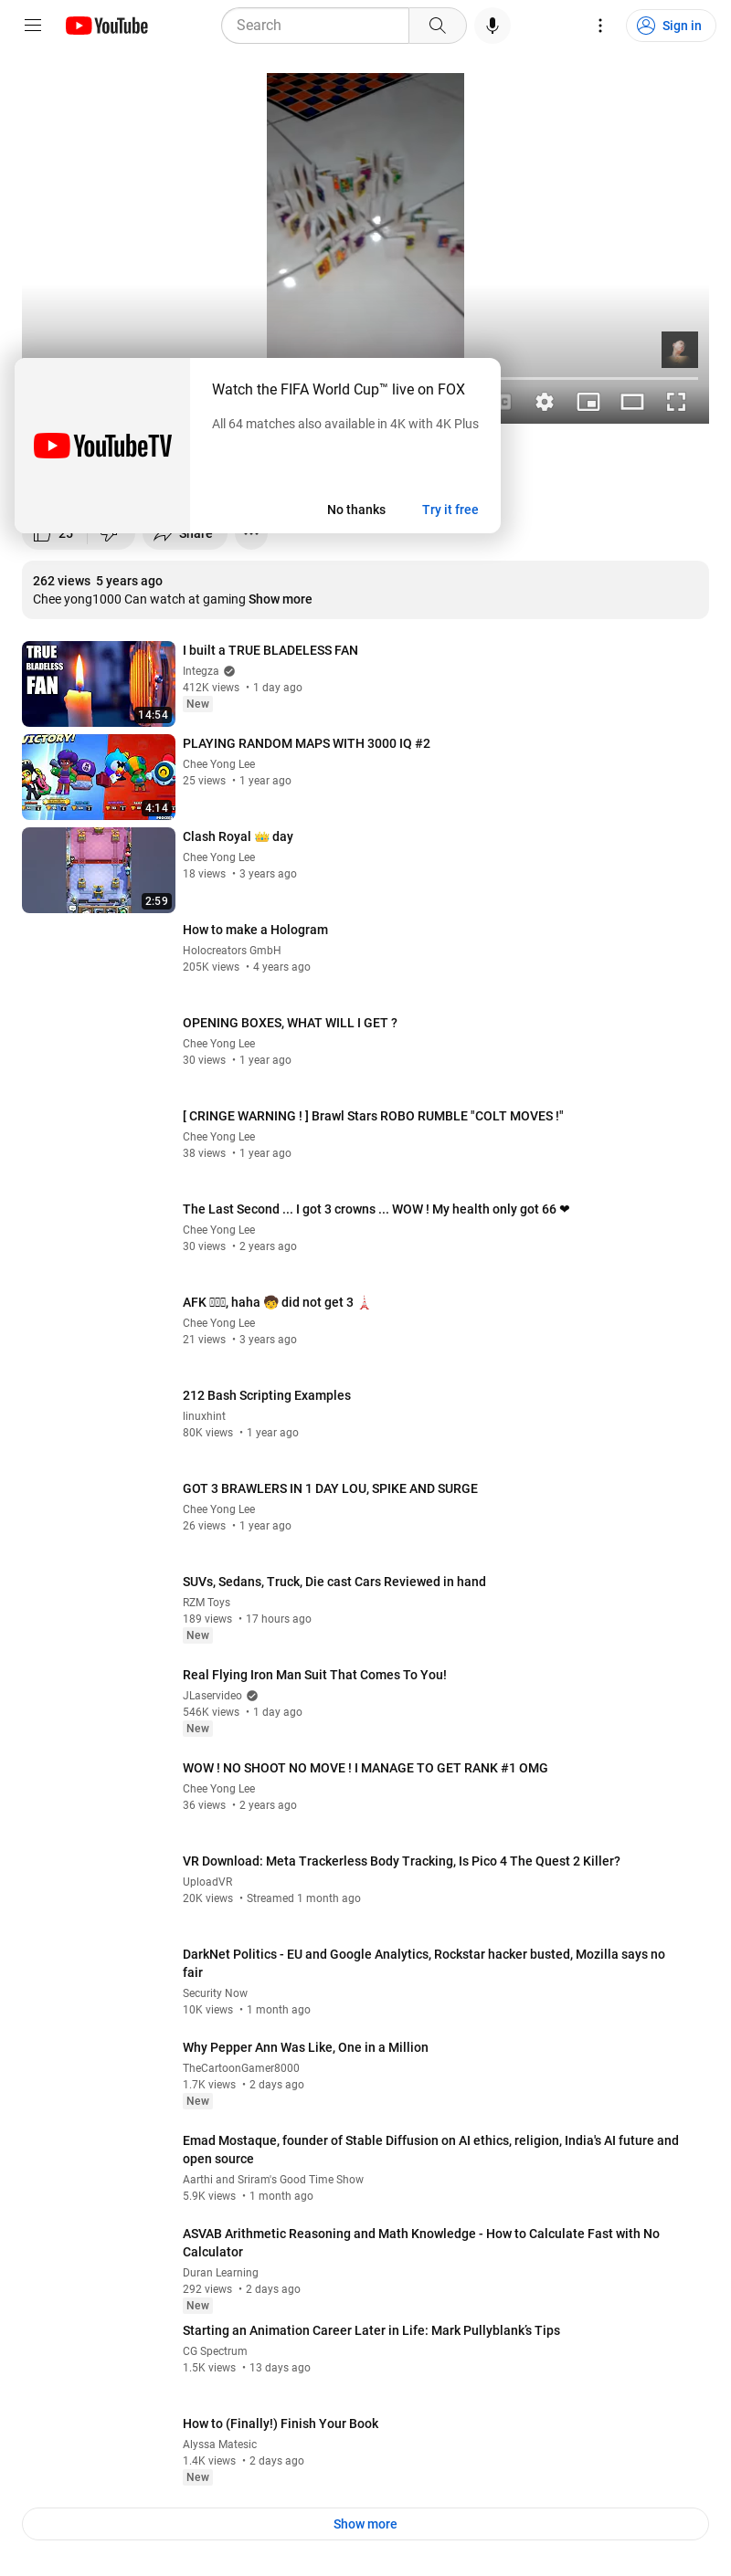 YouTube
Search
Sign in
Watch the FIFA World Cup™ live on FOX
All 64 matches also available in 4K with 4K Plus
YouTubeTV
No thanks
Try it free
25
Share
262 views 5 years ago
Chee yong1000 Can watch at gaming Show more
TRUE
BLADELESS
FAN
14:54
I built a TRUE BLADELESS FAN
Integza
412K views • 1 day ago
New
VICTORY!
4:14
PLAYING RANDOM MAPS WITH 3000 IQ #2
Chee Yong Lee
25 views • 1 year ago
2:59
Clash Royal 👑 day
Chee Yong Lee
18 views • 3 years ago
How to make a Hologram
Holocreators GmbH
205K views • 4 years ago
OPENING BOXES, WHAT WILL I GET ?
Chee Yong Lee
30 views • 1 year ago
[ CRINGE WARNING ! ] Brawl Stars ROBO RUMBLE "COLT MOVES !"
Chee Yong Lee
38 views • 1 year ago
The Last Second ... I got 3 crowns ... WOW ! My health only got 66 ❤
Chee Yong Lee
30 views • 2 years ago
AFK , haha 🧒 did not get 3 🗼
Chee Yong Lee
21 views • 3 years ago
212 Bash Scripting Examples
linuxhint
80K views • 1 year ago
GOT 3 BRAWLERS IN 1 DAY LOU, SPIKE AND SURGE
Chee Yong Lee
26 views • 1 year ago
SUVs, Sedans, Truck, Die cast Cars Reviewed in hand
RZM Toys
189 views • 17 hours ago
New
Real Flying Iron Man Suit That Comes To You!
JLaservideo
546K views • 1 day ago
New
WOW ! NO SHOOT NO MOVE ! I MANAGE TO GET RANK #1 OMG
Chee Yong Lee
36 views • 2 years ago
VR Download: Meta Trackerless Body Tracking, Is Pico 4 The Quest 2 Killer?
UploadVR
20K views • Streamed 1 month ago
DarkNet Politics - EU and Google Analytics, Rockstar hacker busted, Mozilla says no
fair
Security Now
10K views • 1 month ago
Why Pepper Ann Was Like, One in a Million
TheCartoonGamer8000
1.7K views • 2 days ago
New
Emad Mostaque, founder of Stable Diffusion on AI ethics, religion, India's AI future and
open source
Aarthi and Sriram's Good Time Show
5.9K views • 1 month ago
ASVAB Arithmetic Reasoning and Math Knowledge - How to Calculate Fast with No
Calculator
Duran Learning
292 views • 2 days ago
New
Starting an Animation Career Later in Life: Mark Pullyblank's Tips
CG Spectrum
1.5K views • 13 days ago
How to (Finally!) Finish Your Book
Alyssa Matesic
1.4K views • 2 days ago
New
Show more